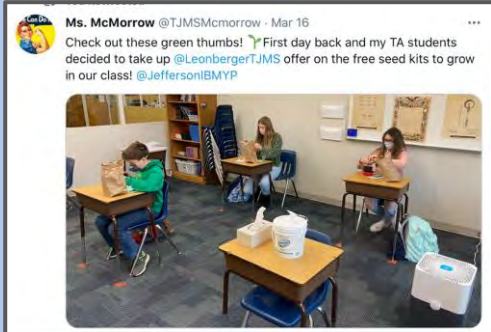 Ms. McMorrow @TJMSMcmorrow · Mar 16
Check out these green thumbs! 🌱First day back and my TA students
decided to take up @LeonbergerTJMS offer on the free seed kits to grow
in our class! @JeffersonIBMYP